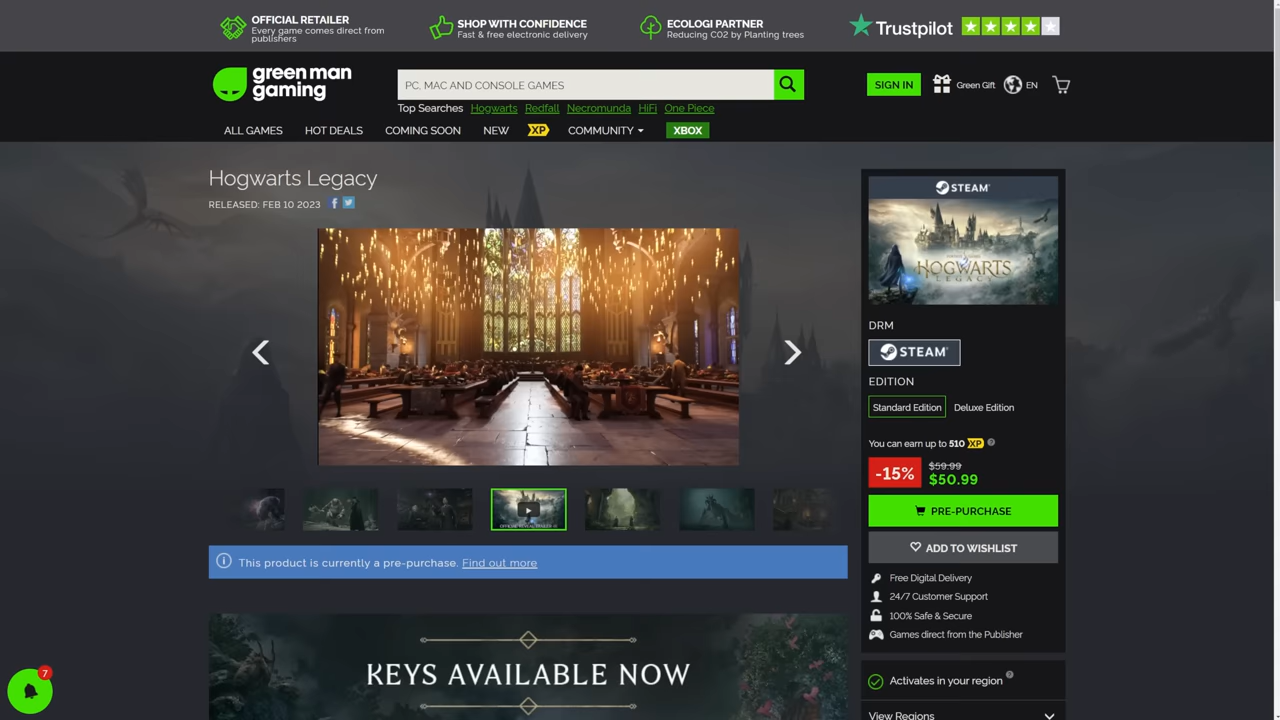 OFFICIAL RETAILER
Every game comes direct from
publishers
SHOP WITH CONFIDENCE
Fast & free electronic delivery
ECOLOGI PARTNER
Reducing CO2 by Planting trees
Trustpilot
green man
gaming
PC, MAC AND CONSOLE GAMES
SIGN IN
Green Gift
EN
Top Searches Hogwarts Redfall Necromunda HiFi One Piece
ALL GAMES HOT DEALS COMING SOON NEW XP COMMUNITY XBOX
Hogwarts Legacy
RELEASED: FEB 10 2023
STEAM
HOGWARTS
LEGACY
DRM
STEAM
EDITION
Standard Edition Deluxe Edition
You can earn up to 510 XP
-15%
$59.99
$50.99
PRE-PURCHASE
ADD TO WISHLIST
Free Digital Delivery
24/7 Customer Support
100% Safe & Secure
Games direct from the Publisher
Activates in your region
View Regions
This product is currently a pre-purchase. Find out more
KEYS AVAILABLE NOW
7